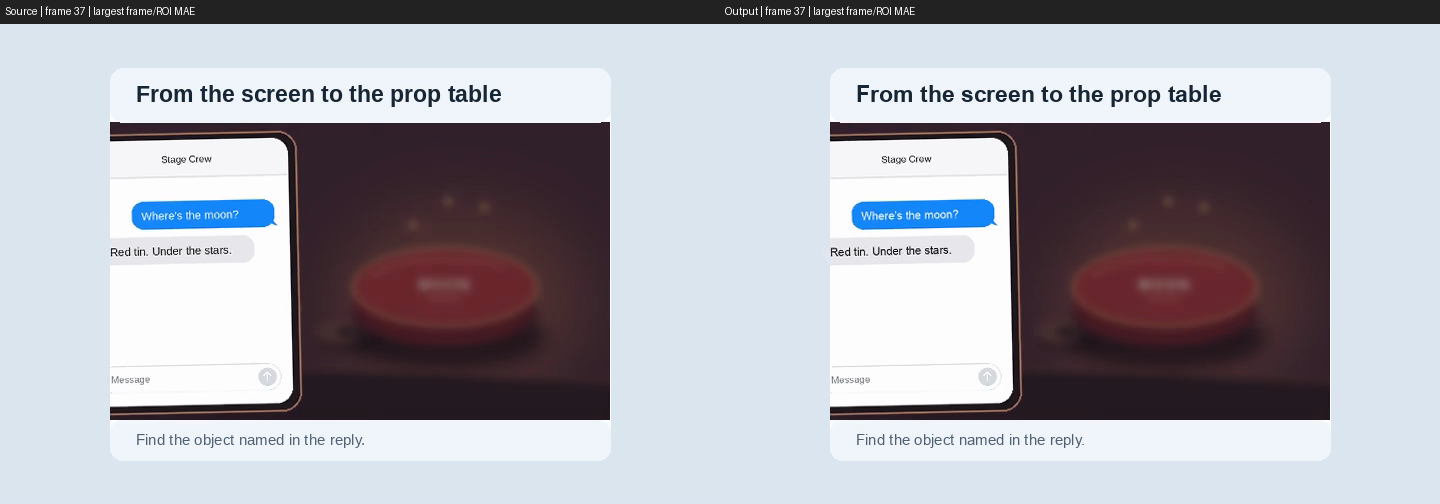 Source | frame 37 | largest frame/ROI MAE
Output | frame 37 | largest frame/ROI MAE
From the screen to the prop table
Stage Crew
Where's the moon?
Red tin. Under the stars.
Message
Find the object named in the reply.
From the screen to the prop table
Stage Crew
Where's the moon?
Red tin. Under the stars.
Message
Find the object named in the reply.